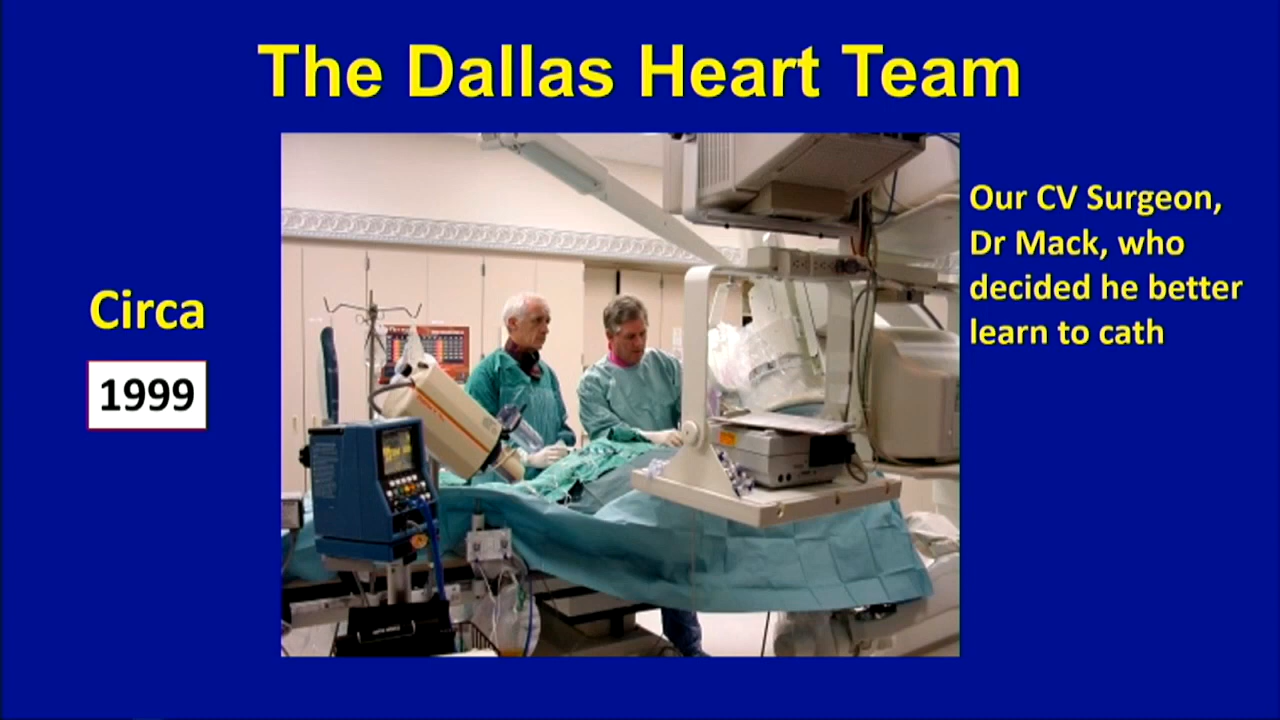 The Dallas Heart Team
Circa
1999
Our CV Surgeon,
Dr Mack, who
decided he better
learn to cath